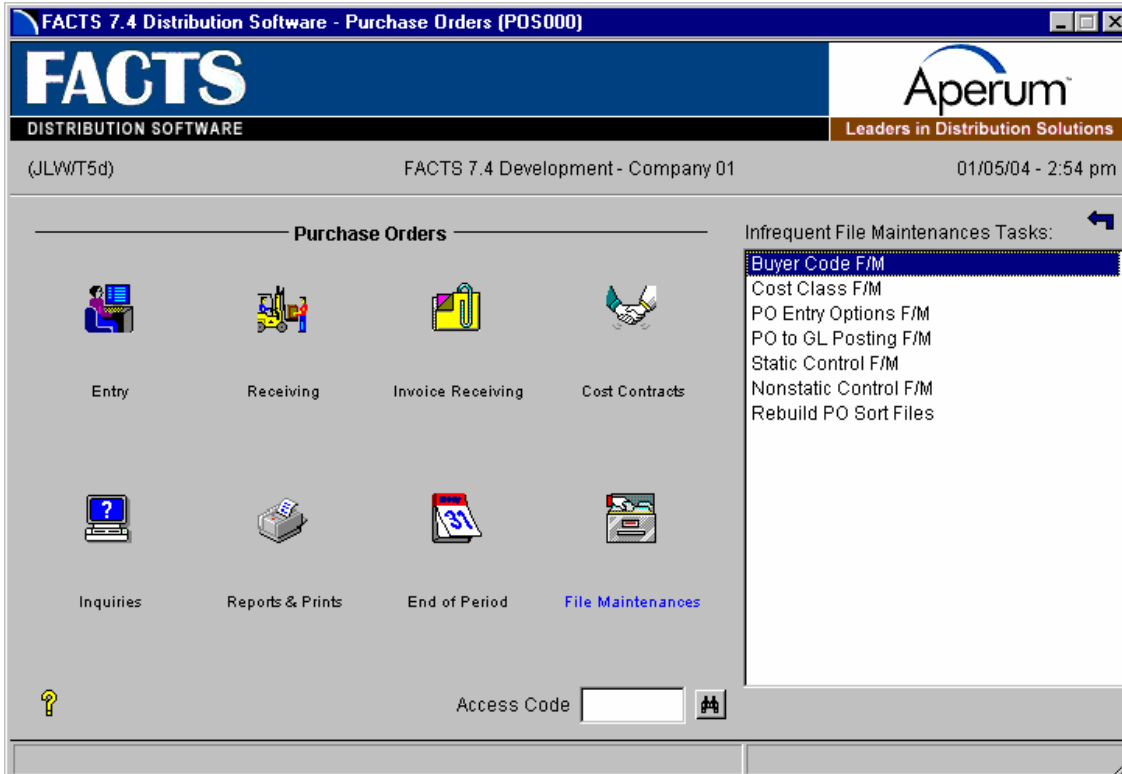 FACTS 7.4 Distribution Software - Purchase Orders (POS000)
FACTS
DISTRIBUTION SOFTWARE
Aperum™
Leaders in Distribution Solutions
(JLW/T5d)
FACTS 7.4 Development - Company 01
01/05/04 - 2:54 pm
Purchase Orders
Entry
Receiving
Invoice Receiving
Cost Contracts
?
31
Inquiries
Reports & Prints
End of Period
File Maintenances
?
Access Code
Infrequent File Maintenances Tasks:
Buyer Code F/M
Cost Class F/M
PO Entry Options F/M
PO to GL Posting F/M
Static Control F/M
Nonstatic Control F/M
Rebuild PO Sort Files